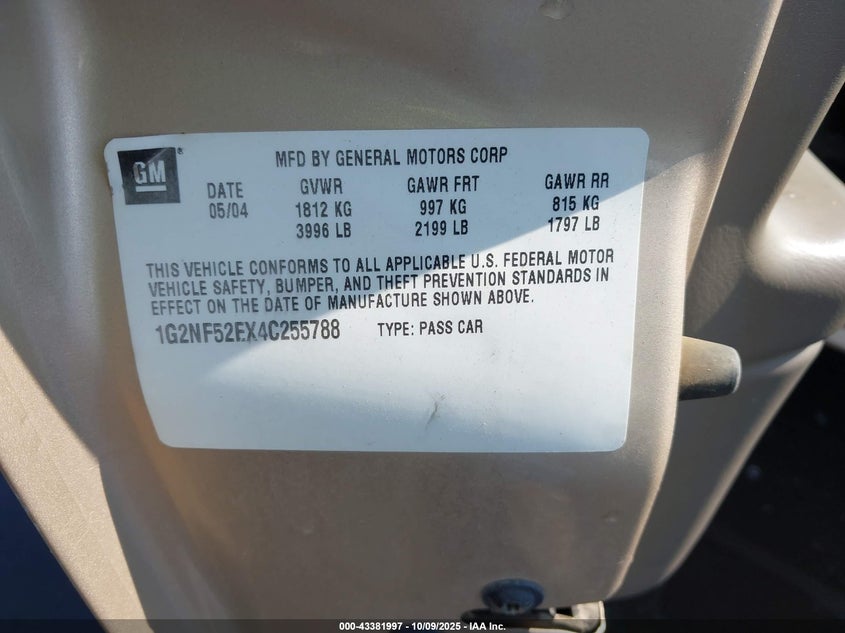 GM
MFD BY GENERAL MOTORS CORP
DATE GVWR GAWR FRT GAWR RR
05/04 1812 KG 997 KG 815 KG
3996 LB 2199 LB 1797 LB
THIS VEHICLE CONFORMS TO ALL APPLICABLE U.S. FEDERAL MOTOR
VEHICLE SAFETY, BUMPER, AND THEFT PREVENTION STANDARDS IN
EFFECT ON THE DATE OF MANUFACTURE SHOWN ABOVE.
1G2NF52EX4C255788 TYPE: PASS CAR
000-43381997 - 10/09/2025 - IAA Inc.